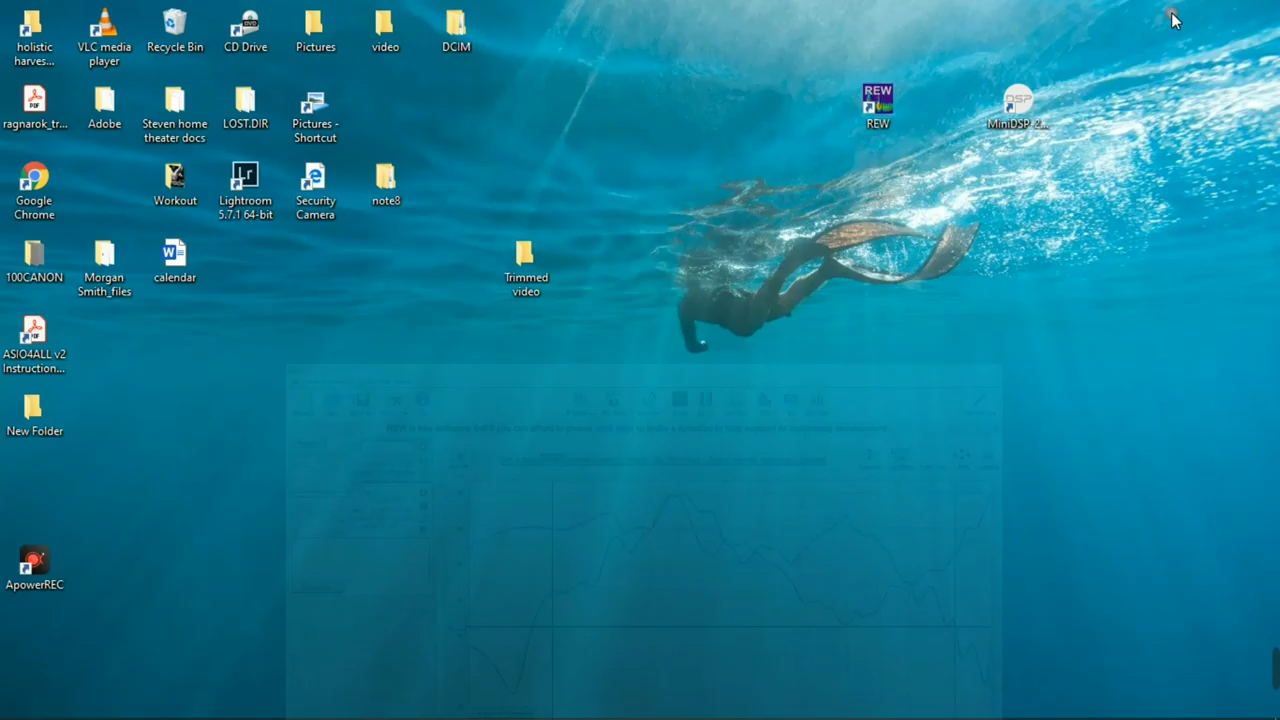 holistic
harves...
VLC media
player
Recycle Bin
CD Drive
Pictures
video
DCIM
ragnarok_tr...
Adobe
Steven home
theater docs
LOST.DIR
Pictures -
Shortcut
REW
REW
DSP
MiniDSP-2...
Google
Chrome
Workout
Lr
Lightroom
5.7.1 64-bit
Security
Camera
note8
100CANON
Morgan
Smith_files
W
calendar
Trimmed
video
ASIO4ALL v2
Instruction...
New Folder
ApowerREC